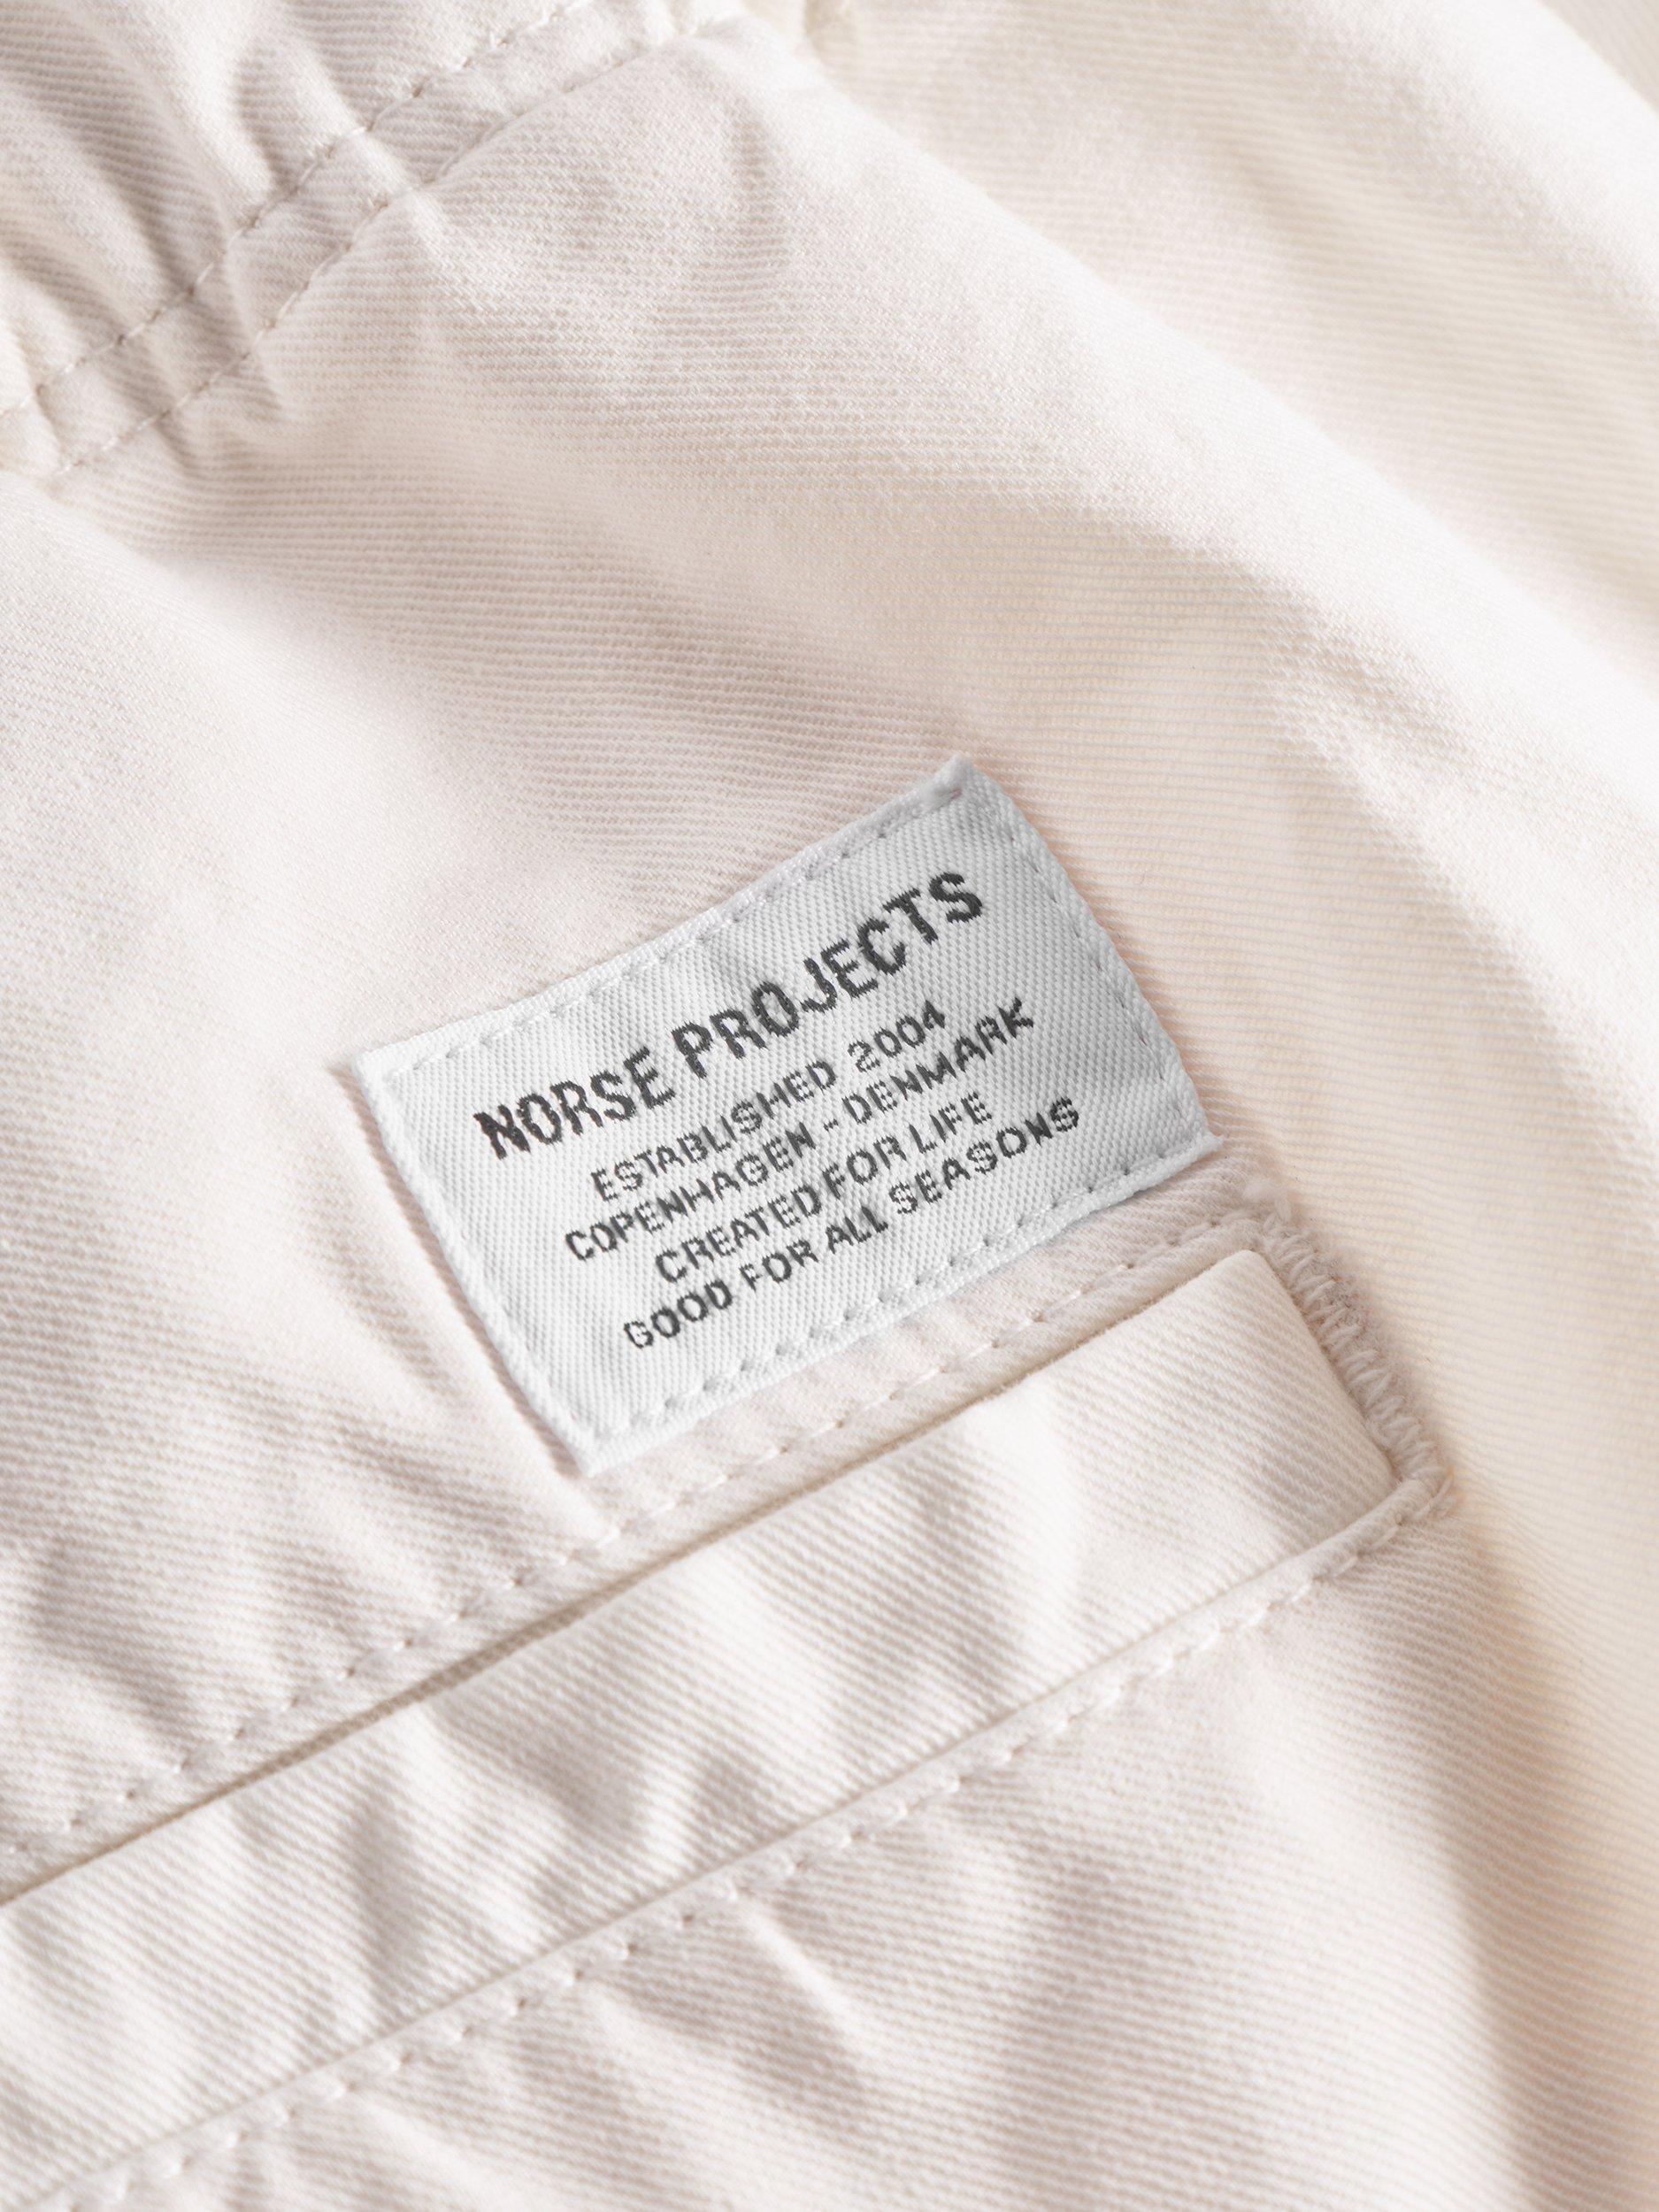 NORSE PROJECTS
ESTABLISHED 2004
COPENHAGEN - DENMARK
CREATED FOR LIFE
GOOD FOR ALL SEASONS